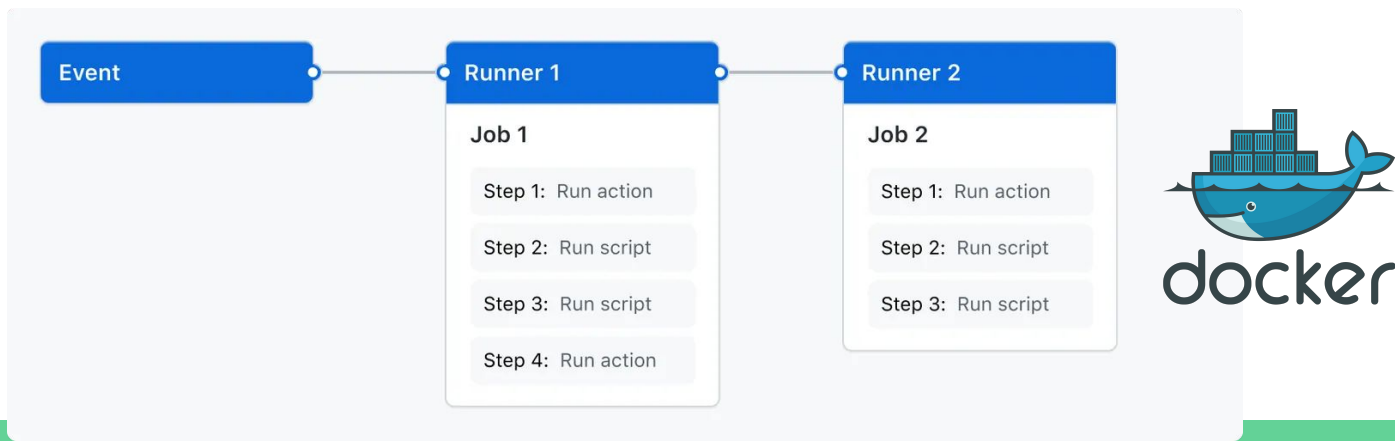 Event
Runner 1
Job 1
Step 1: Run action
Step 2: Run script
Step 3: Run script
Step 4: Run action
Runner 2
Job 2
Step 1: Run action
Step 2: Run script
Step 3: Run script
docker